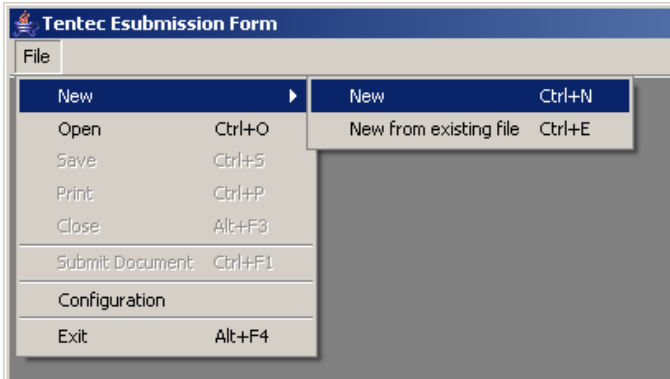 Tentec Esubmission Form
File
New New Ctrl+N
Open Ctrl+O New from existing file Ctrl+E
Save Ctrl+S
Print Ctrl+P
Close Alt+F3
Submit Document Ctrl+F1
Configuration
Exit Alt+F4